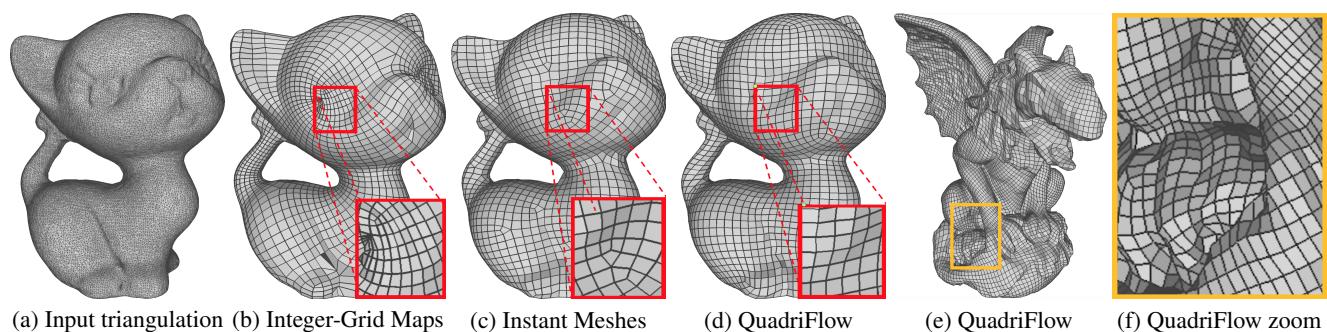 (a) Input triangulation (b) Integer-Grid Maps (c) Instant Meshes (d) QuadriFlow (e) QuadriFlow (f) QuadriFlow zoom